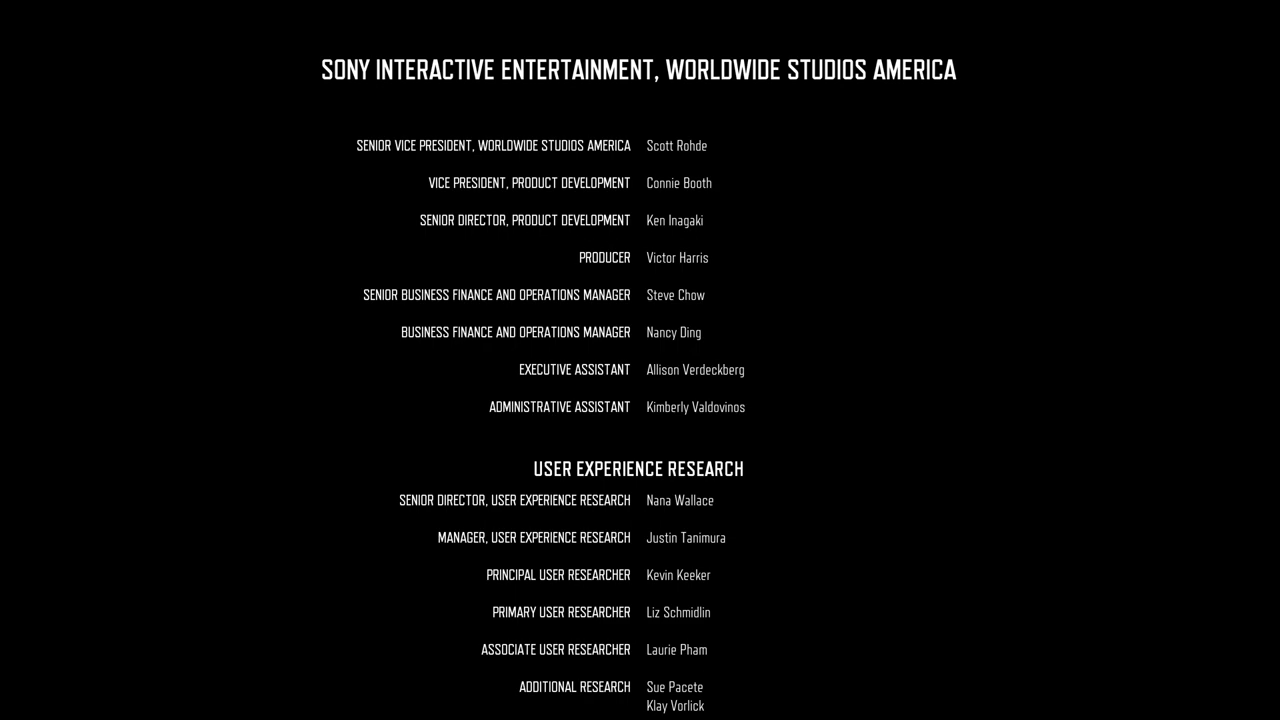 SONY INTERACTIVE ENTERTAINMENT, WORLDWIDE STUDIOS AMERICA
SENIOR VICE PRESIDENT, WORLDWIDE STUDIOS AMERICA Scott Rohde
VICE PRESIDENT, PRODUCT DEVELOPMENT Connie Booth
SENIOR DIRECTOR, PRODUCT DEVELOPMENT Ken Inagaki
PRODUCER Victor Harris
SENIOR BUSINESS FINANCE AND OPERATIONS MANAGER Steve Chow
BUSINESS FINANCE AND OPERATIONS MANAGER Nancy Ding
EXECUTIVE ASSISTANT Allison Verdeckberg
ADMINISTRATIVE ASSISTANT Kimberly Valdovinos
USER EXPERIENCE RESEARCH
SENIOR DIRECTOR, USER EXPERIENCE RESEARCH Nana Wallace
MANAGER, USER EXPERIENCE RESEARCH Justin Tanimura
PRINCIPAL USER RESEARCHER Kevin Keeker
PRIMARY USER RESEARCHER Liz Schmidlin
ASSOCIATE USER RESEARCHER Laurie Pham
ADDITIONAL RESEARCH Sue Pacete
Klay Vorlick